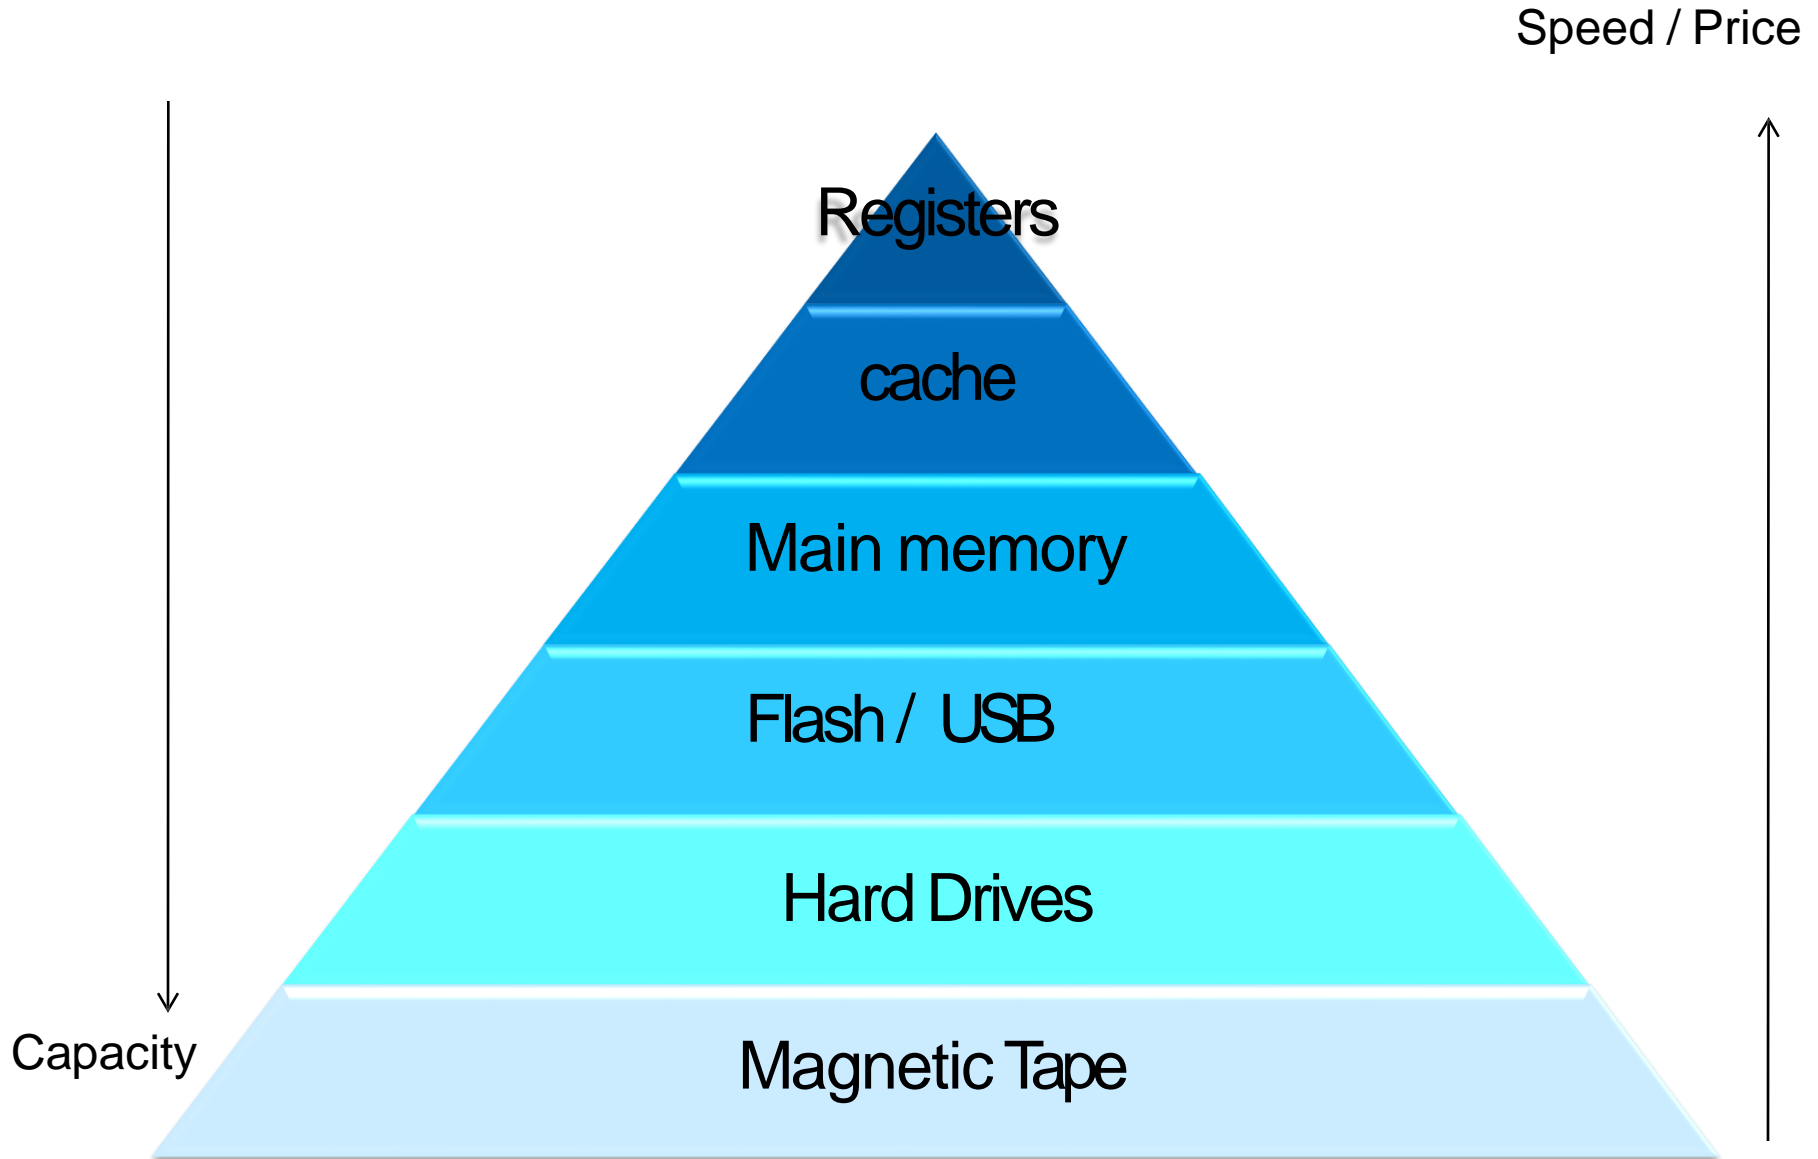 Speed / Price
Registers
cache
Main memory
Flash / USB
Hard Drives
Capacity
Magnetic Tape